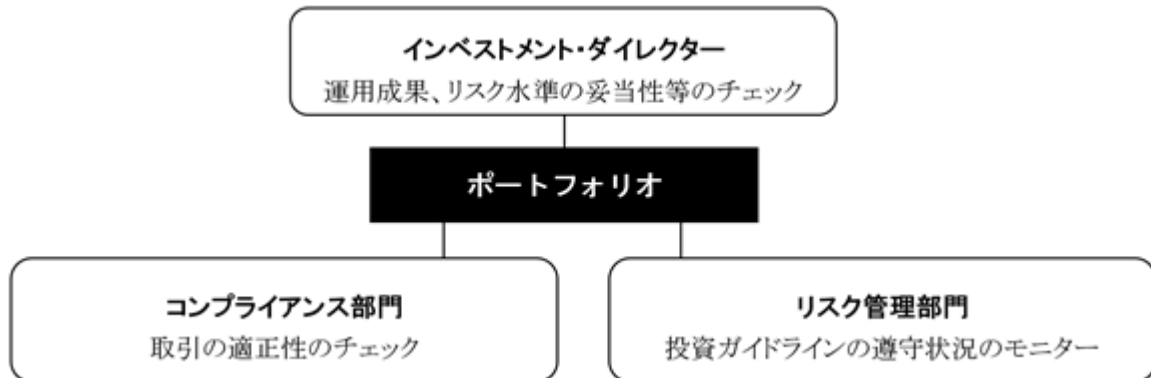 インベストメント・ダイレクター
運用成果、リスク水準の妥当性等のチェック
ポートフォリオ
コンプライアンス部門
取引の適正性のチェック
リスク管理部門
投資ガイドラインの遵守状況のモニター